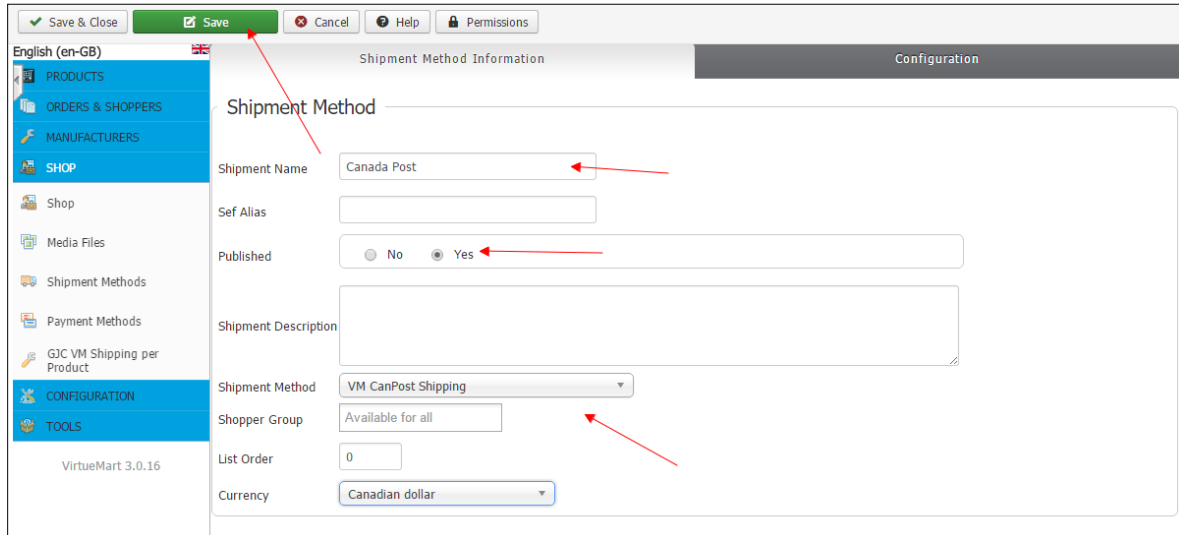 Save & Close
Save
Cancel
Help
Permissions
English (en-GB)
Shipment Method Information
Configuration
PRODUCTS
ORDERS & SHOPPERS
MANUFACTURERS
SHOP
Shop
Media Files
Shipment Methods
Payment Methods
GJC VM Shipping per
Product
CONFIGURATION
TOOLS
VirtueMart 3.0.16
Shipment Method
Shipment Name
Canada Post
Sef Alias
Published
No
Yes
Shipment Description
Shipment Method
VM CanPost Shipping
Shopper Group
Available for all
List Order
0
Currency
Canadian dollar